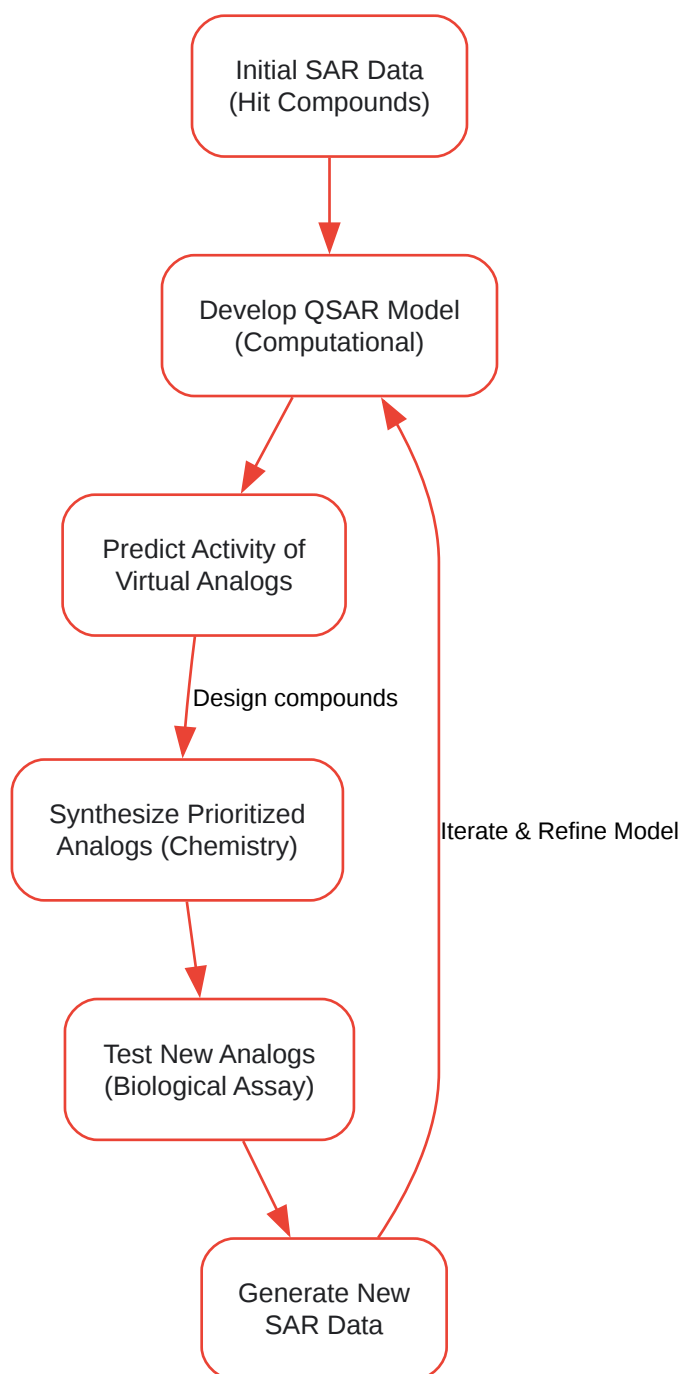 Initial SAR Data
(Hit Compounds)
Develop QSAR Model
(Computational)
Predict Activity of
Virtual Analogs
Design compounds
Synthesize Prioritized
Analogs (Chemistry)
Iterate & Refine Model
Test New Analogs
(Biological Assay)
Generate New
SAR Data